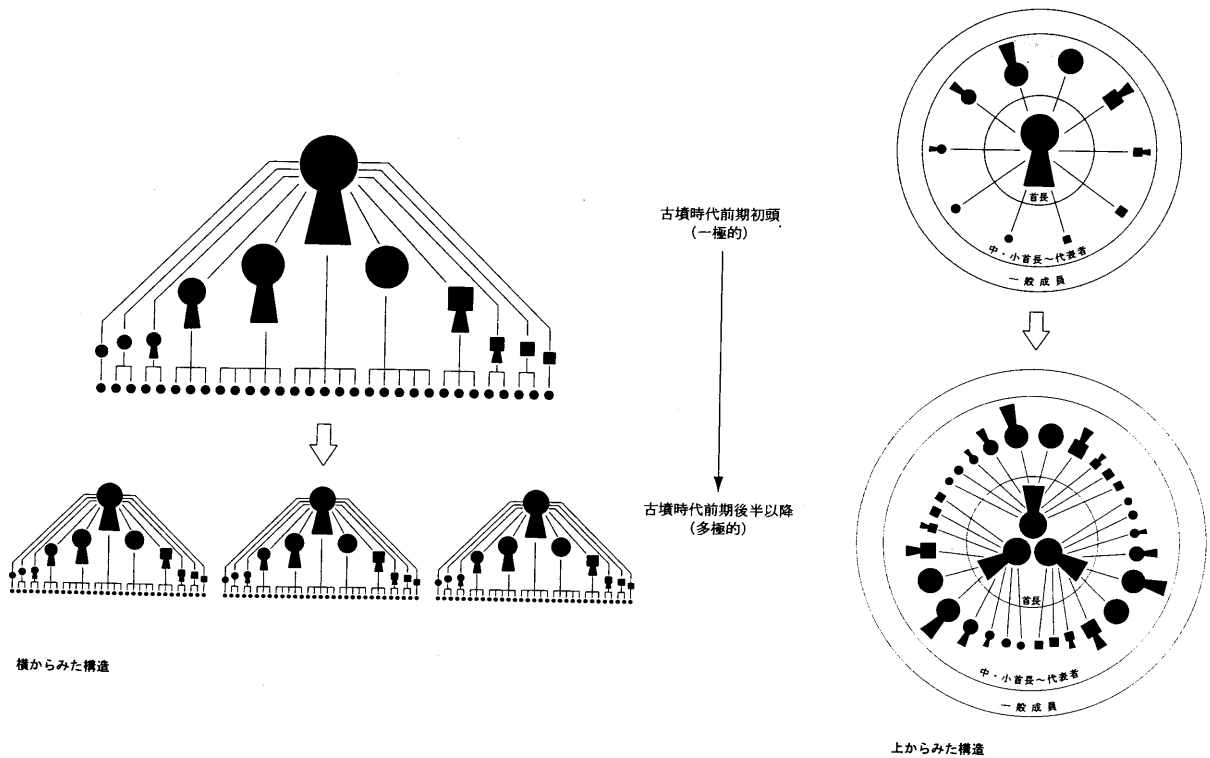 古墳時代前期初頭
（一極的）
古墳時代前期後半以降
（多極的）
横からみた構造
首長
中・小首長～代表者
一般成員
首長
中・小首長～代表者
一般成員
上からみた構造